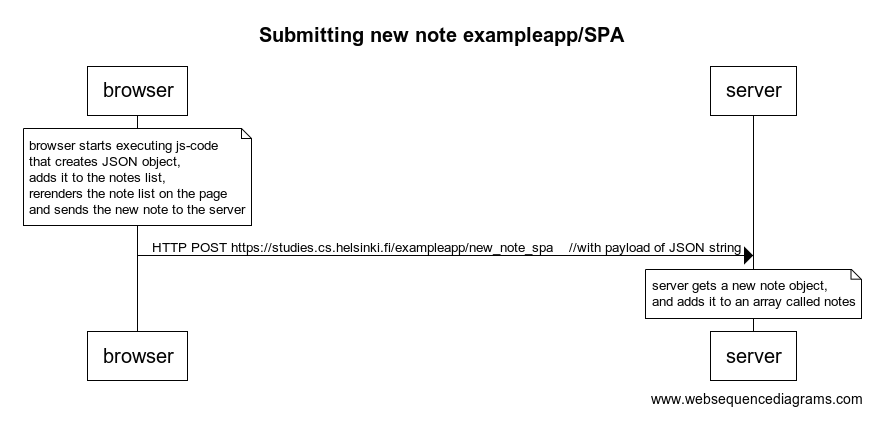 Submitting new note exampleapp/SPA
browser
server
browser starts executing js-code
that creates JSON object,
adds it to the notes list,
rerenders the note list on the page
and sends the new note to the server
HTTP POST https://studies.cs.helsinki.fi/exampleapp/new_note_spa //with payload of JSON string
server gets a new note object,
and adds it to an array called notes
browser
server
www.websequencediagrams.com